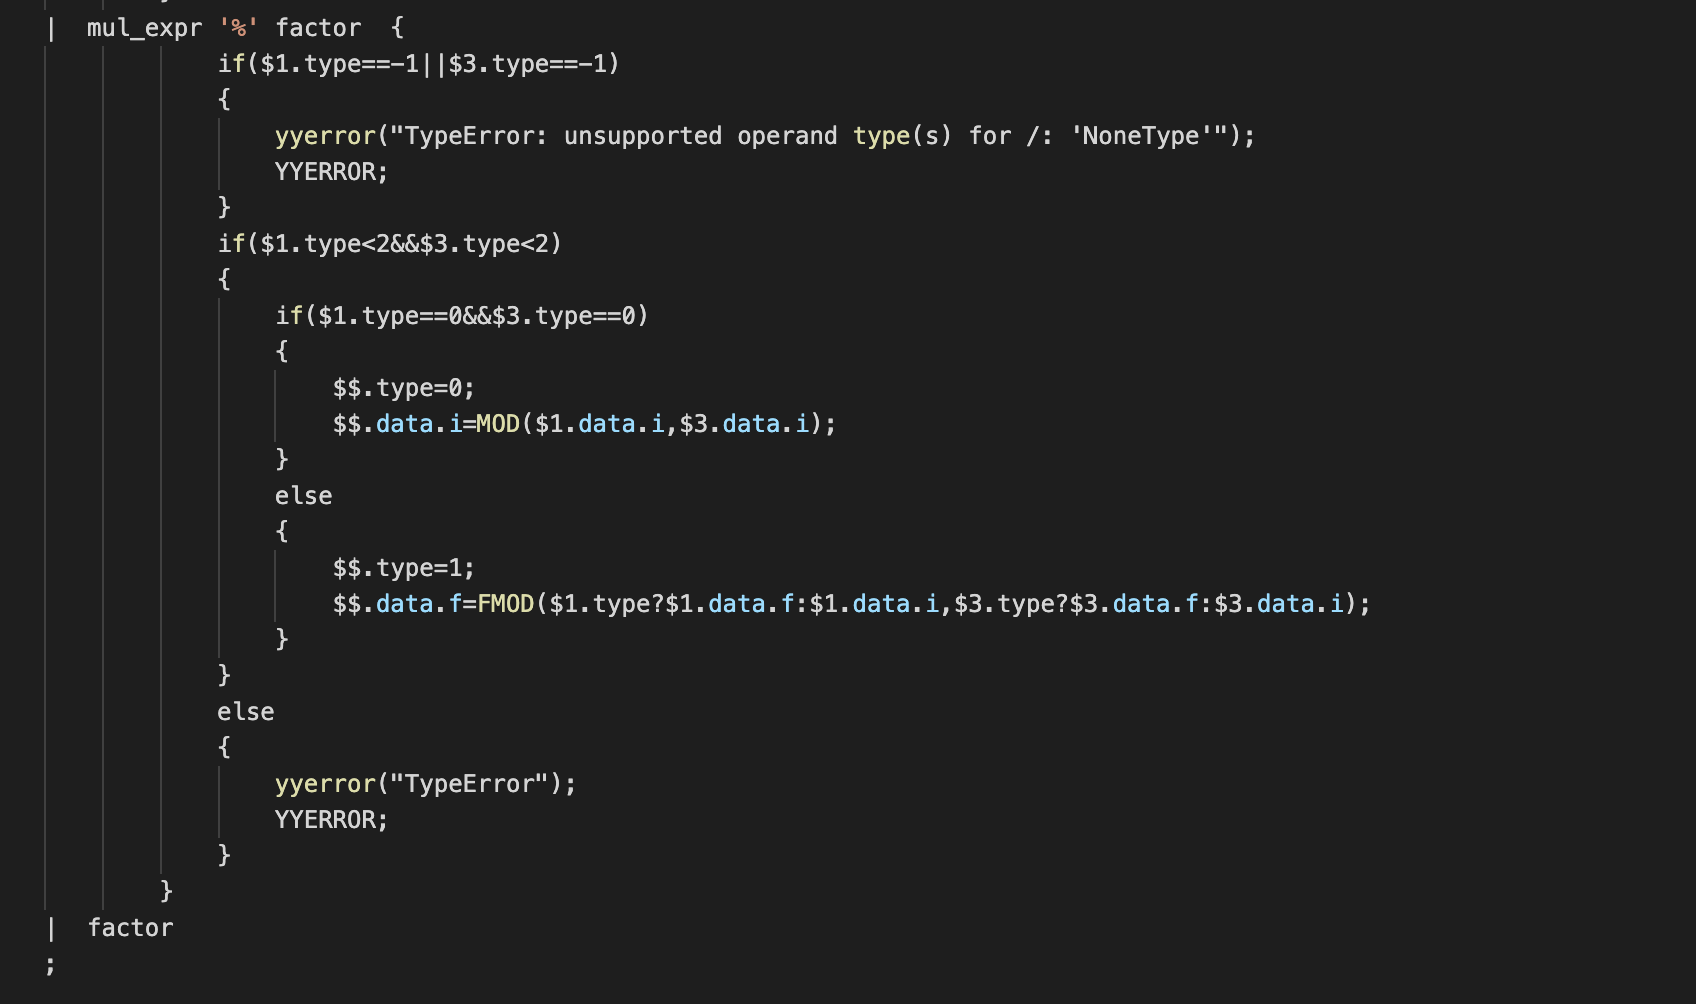 | mul_expr '%' factor {
if($1.type==-1||$3.type==-1)
{
yyerror("TypeError: unsupported operand type(s) for /: 'NoneType'");
YYERROR;
}
if($1.type<2&&$3.type<2)
{
if($1.type==0&&$3.type==0)
{
$$.type=0;
$$.data.i=MOD($1.data.i,$3.data.i);
}
else
{
$$.type=1;
$$.data.f=FMOD($1.type?$1.data.f:$1.data.i,$3.type?$3.data.f:$3.data.i);
}
}
else
{
yyerror("TypeError");
YYERROR;
}
}
| factor
;